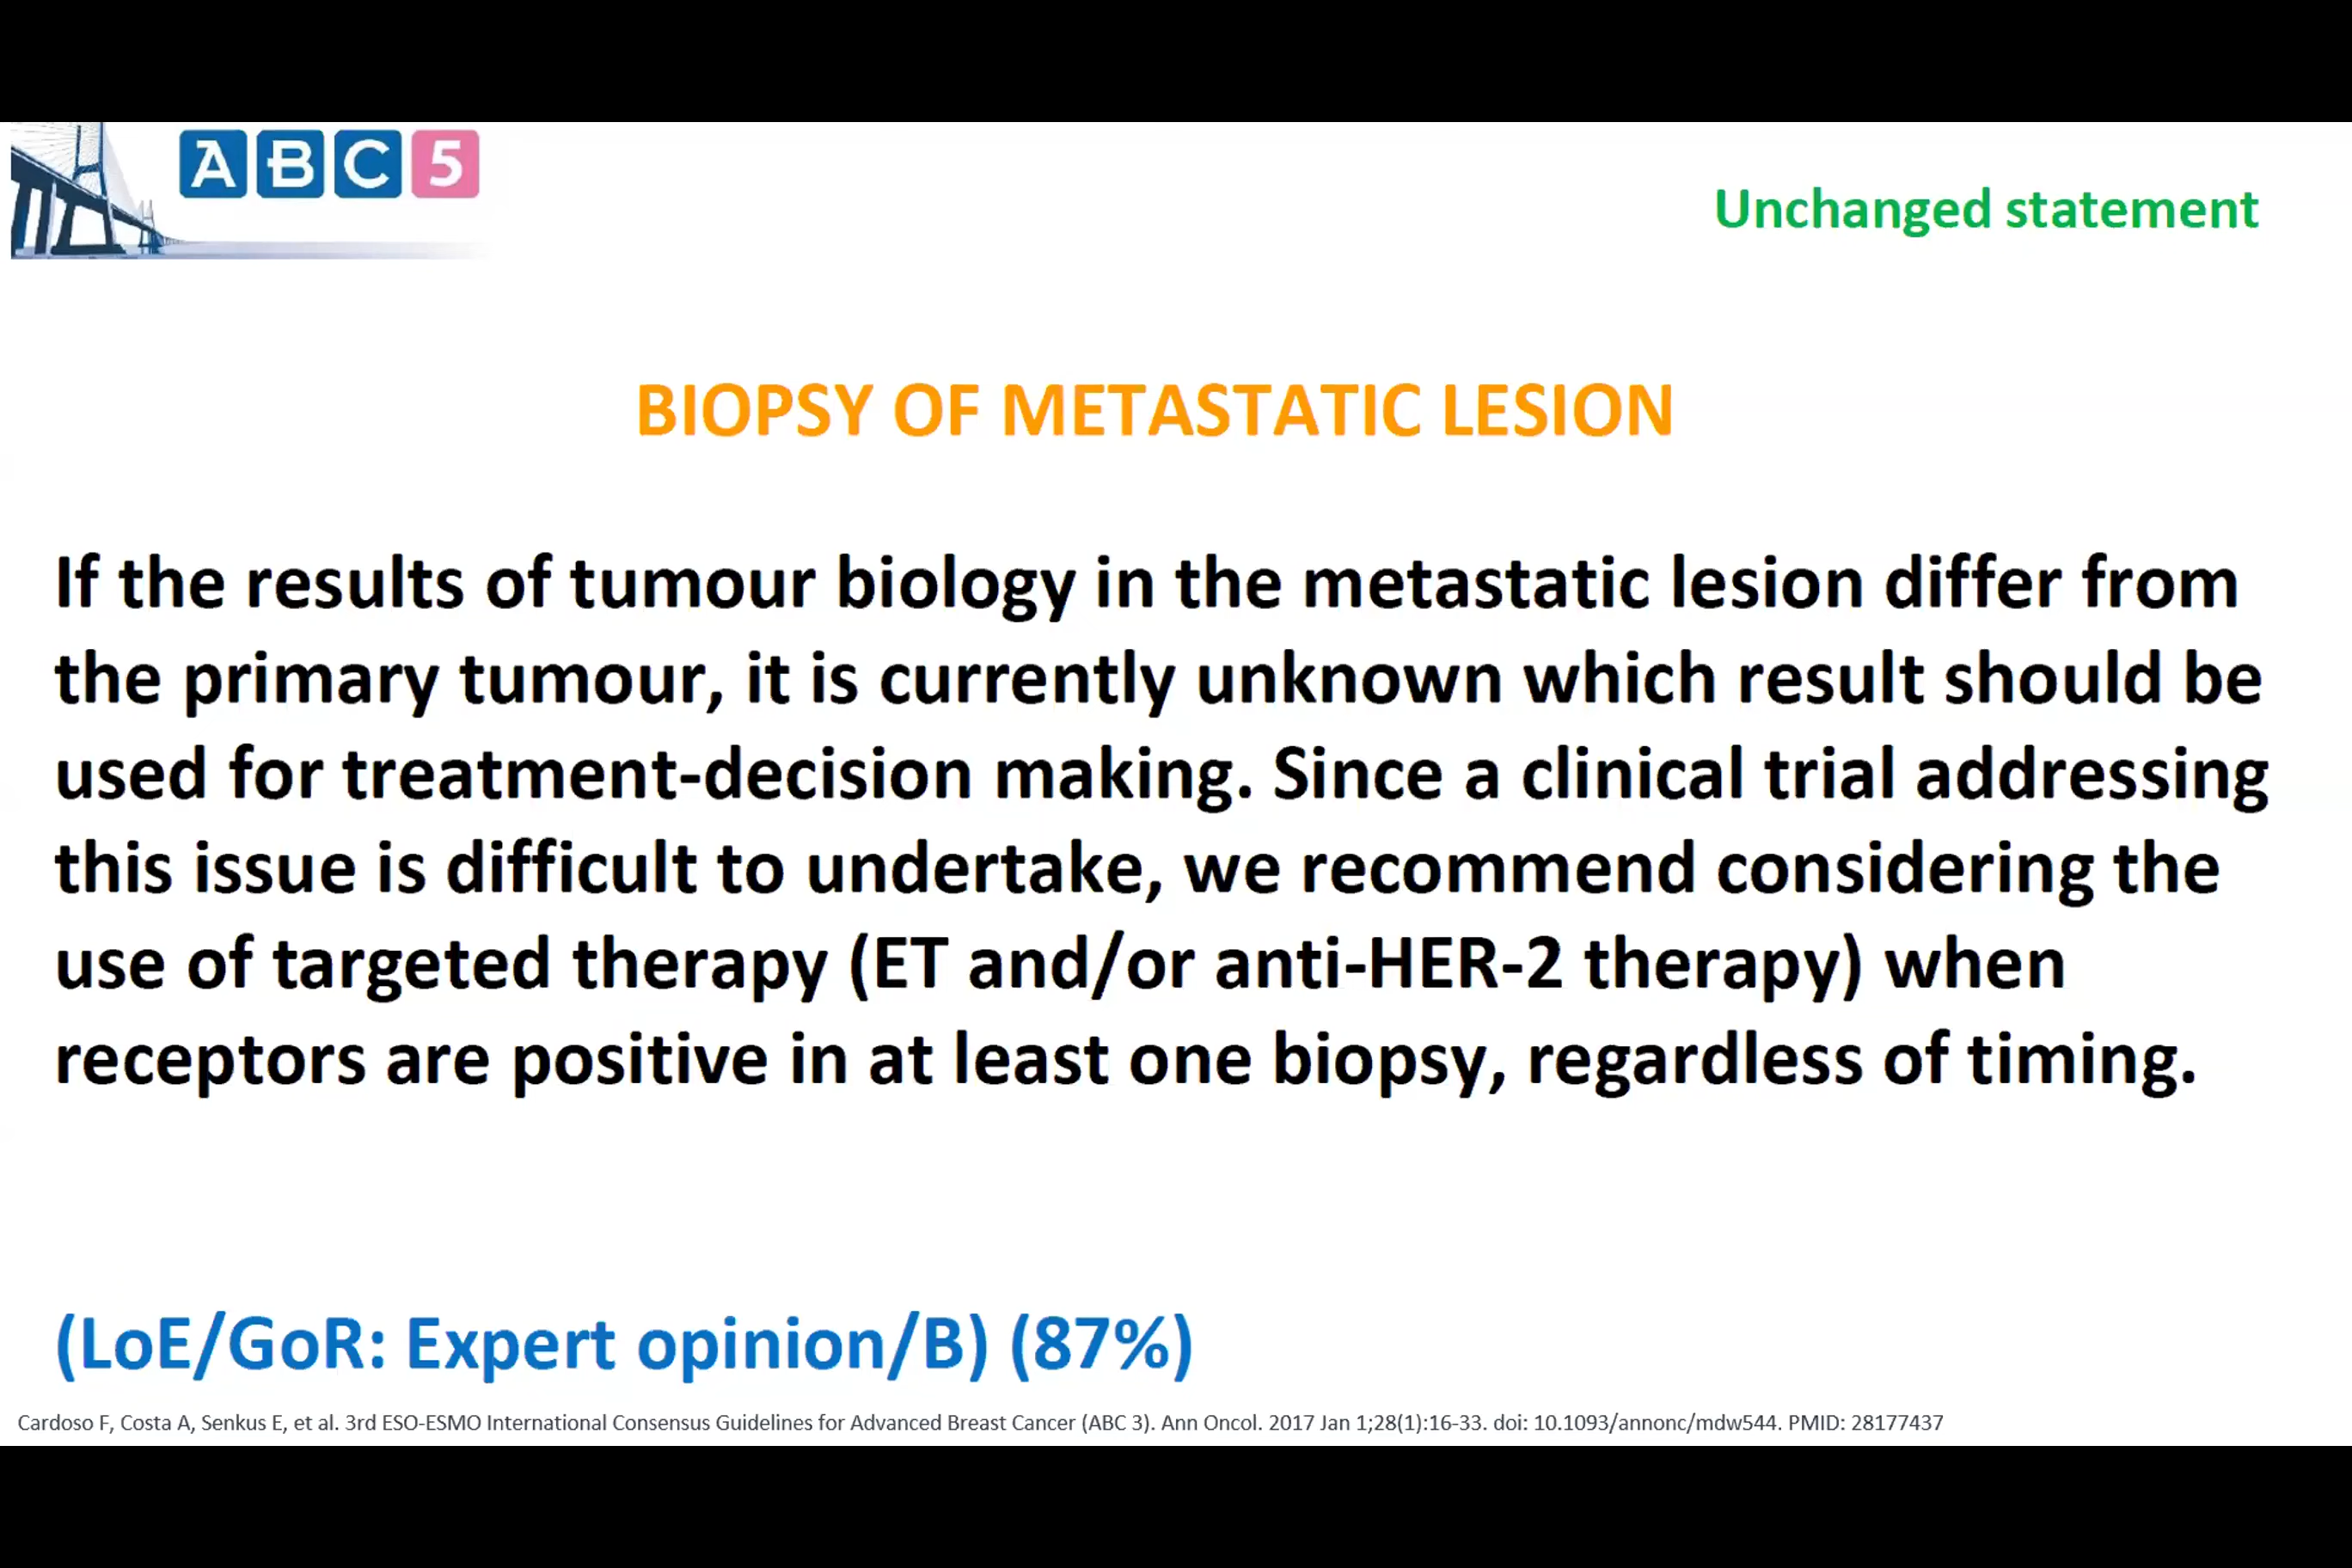 ABC5
Unchanged statement
BIOPSY OF METASTATIC LESION
If the results of tumour biology in the metastatic lesion differ from
the primary tumour, it is currently unknown which result should be
used for treatment-decision making. Since a clinical trial addressing
this issue is difficult to undertake, we recommend considering the
use of targeted therapy (ET and/or anti-HER-2 therapy) when
receptors are positive in at least one biopsy, regardless of timing.
(LoE/GoR: Expert opinion/B) (87%)
Cardoso F, Costa A, Senkus E, et al. 3rd ESO-ESMO International Consensus Guidelines for Advanced Breast Cancer (ABC 3). Ann Oncol. 2017 Jan 1;28(1):16-33. doi: 10.1093/annonc/mdw544. PMID: 28177437